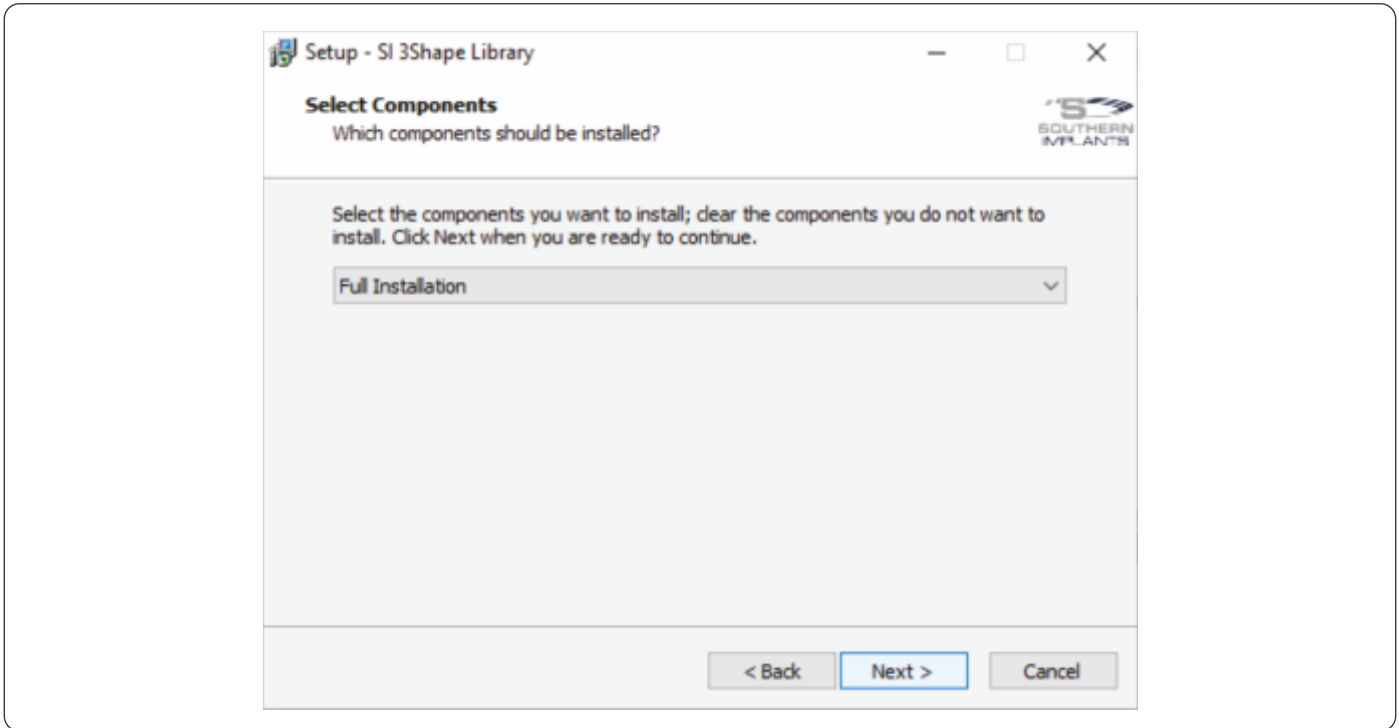 Setup - SI 3Shape Library
Select Components
Which components should be installed?
SOUTHERN
IMPLANTS
Select the components you want to install; clear the components you do not want to
install. Click Next when you are ready to continue.
Full Installation
< Back
Next >
Cancel